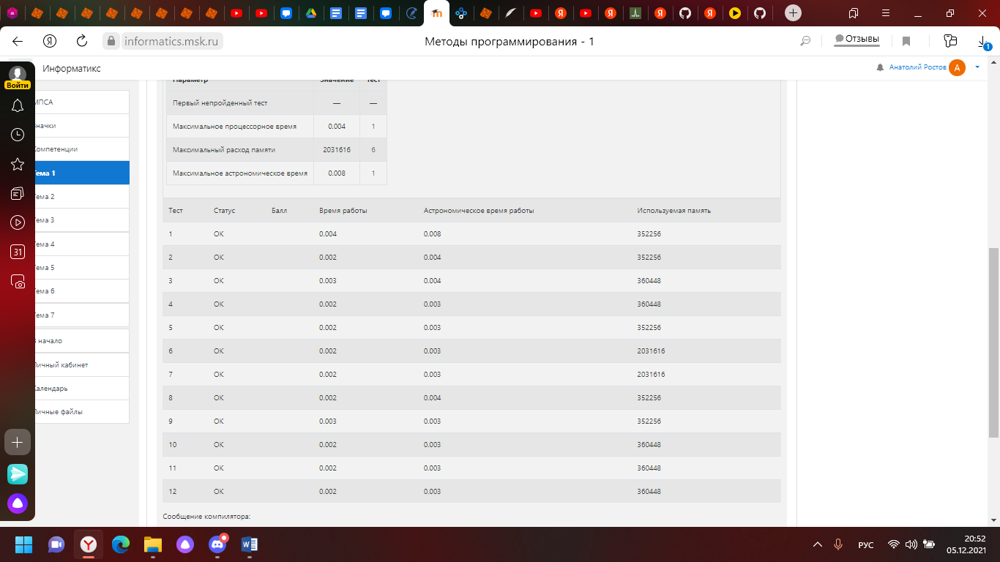 informatics.msk.ru
Методы программирования - 1
Отзывы
1
Войти
Информатикс
Анатолий Ростов
А
31
МПСА
Значки
Компетенции
Тема 1
Тема 2
Тема 3
Тема 4
Тема 5
Тема 6
Тема 7
В начало
Личный кабинет
Календарь
Личные файлы
Параметр Значение Тест
Первый непройденный тест — —
Максимальное процессорное время 0.004 1
Максимальный расход памяти 2031616 6
Максимальное астрономическое время 0.008 1
Тест Статус Балл Время работы Астрономическое время работы Используемая память
1 OK 0.004 0.008 352256
2 OK 0.002 0.004 352256
3 OK 0.003 0.004 360448
4 OK 0.002 0.003 360448
5 OK 0.002 0.003 352256
6 OK 0.002 0.003 2031616
7 OK 0.002 0.003 2031616
8 OK 0.002 0.004 352256
9 OK 0.003 0.003 352256
10 OK 0.002 0.003 360448
11 OK 0.002 0.003 360448
12 OK 0.002 0.003 360448
Сообщение компилятора:
РУС
20:52
05.12.2021